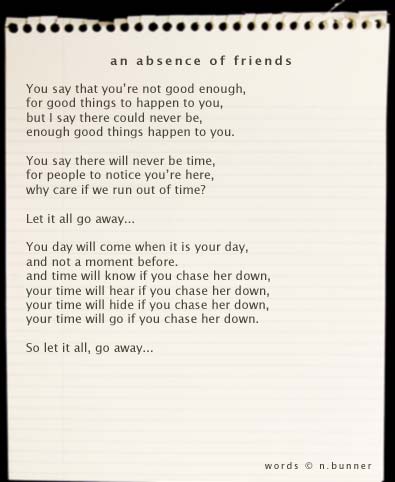 an absence of friends
You say that you're not good enough,
for good things to happen to you,
but I say there could never be,
enough good things happen to you.
You say there will never be time,
for people to notice you're here,
why care if we run out of time?
Let it all go away...
You day will come when it is your day,
and not a moment before.
and time will know if you chase her down,
your time will hear if you chase her down,
your time will hide if you chase her down,
your time will go if you chase her down.
So let it all, go away...
words © n.bunner